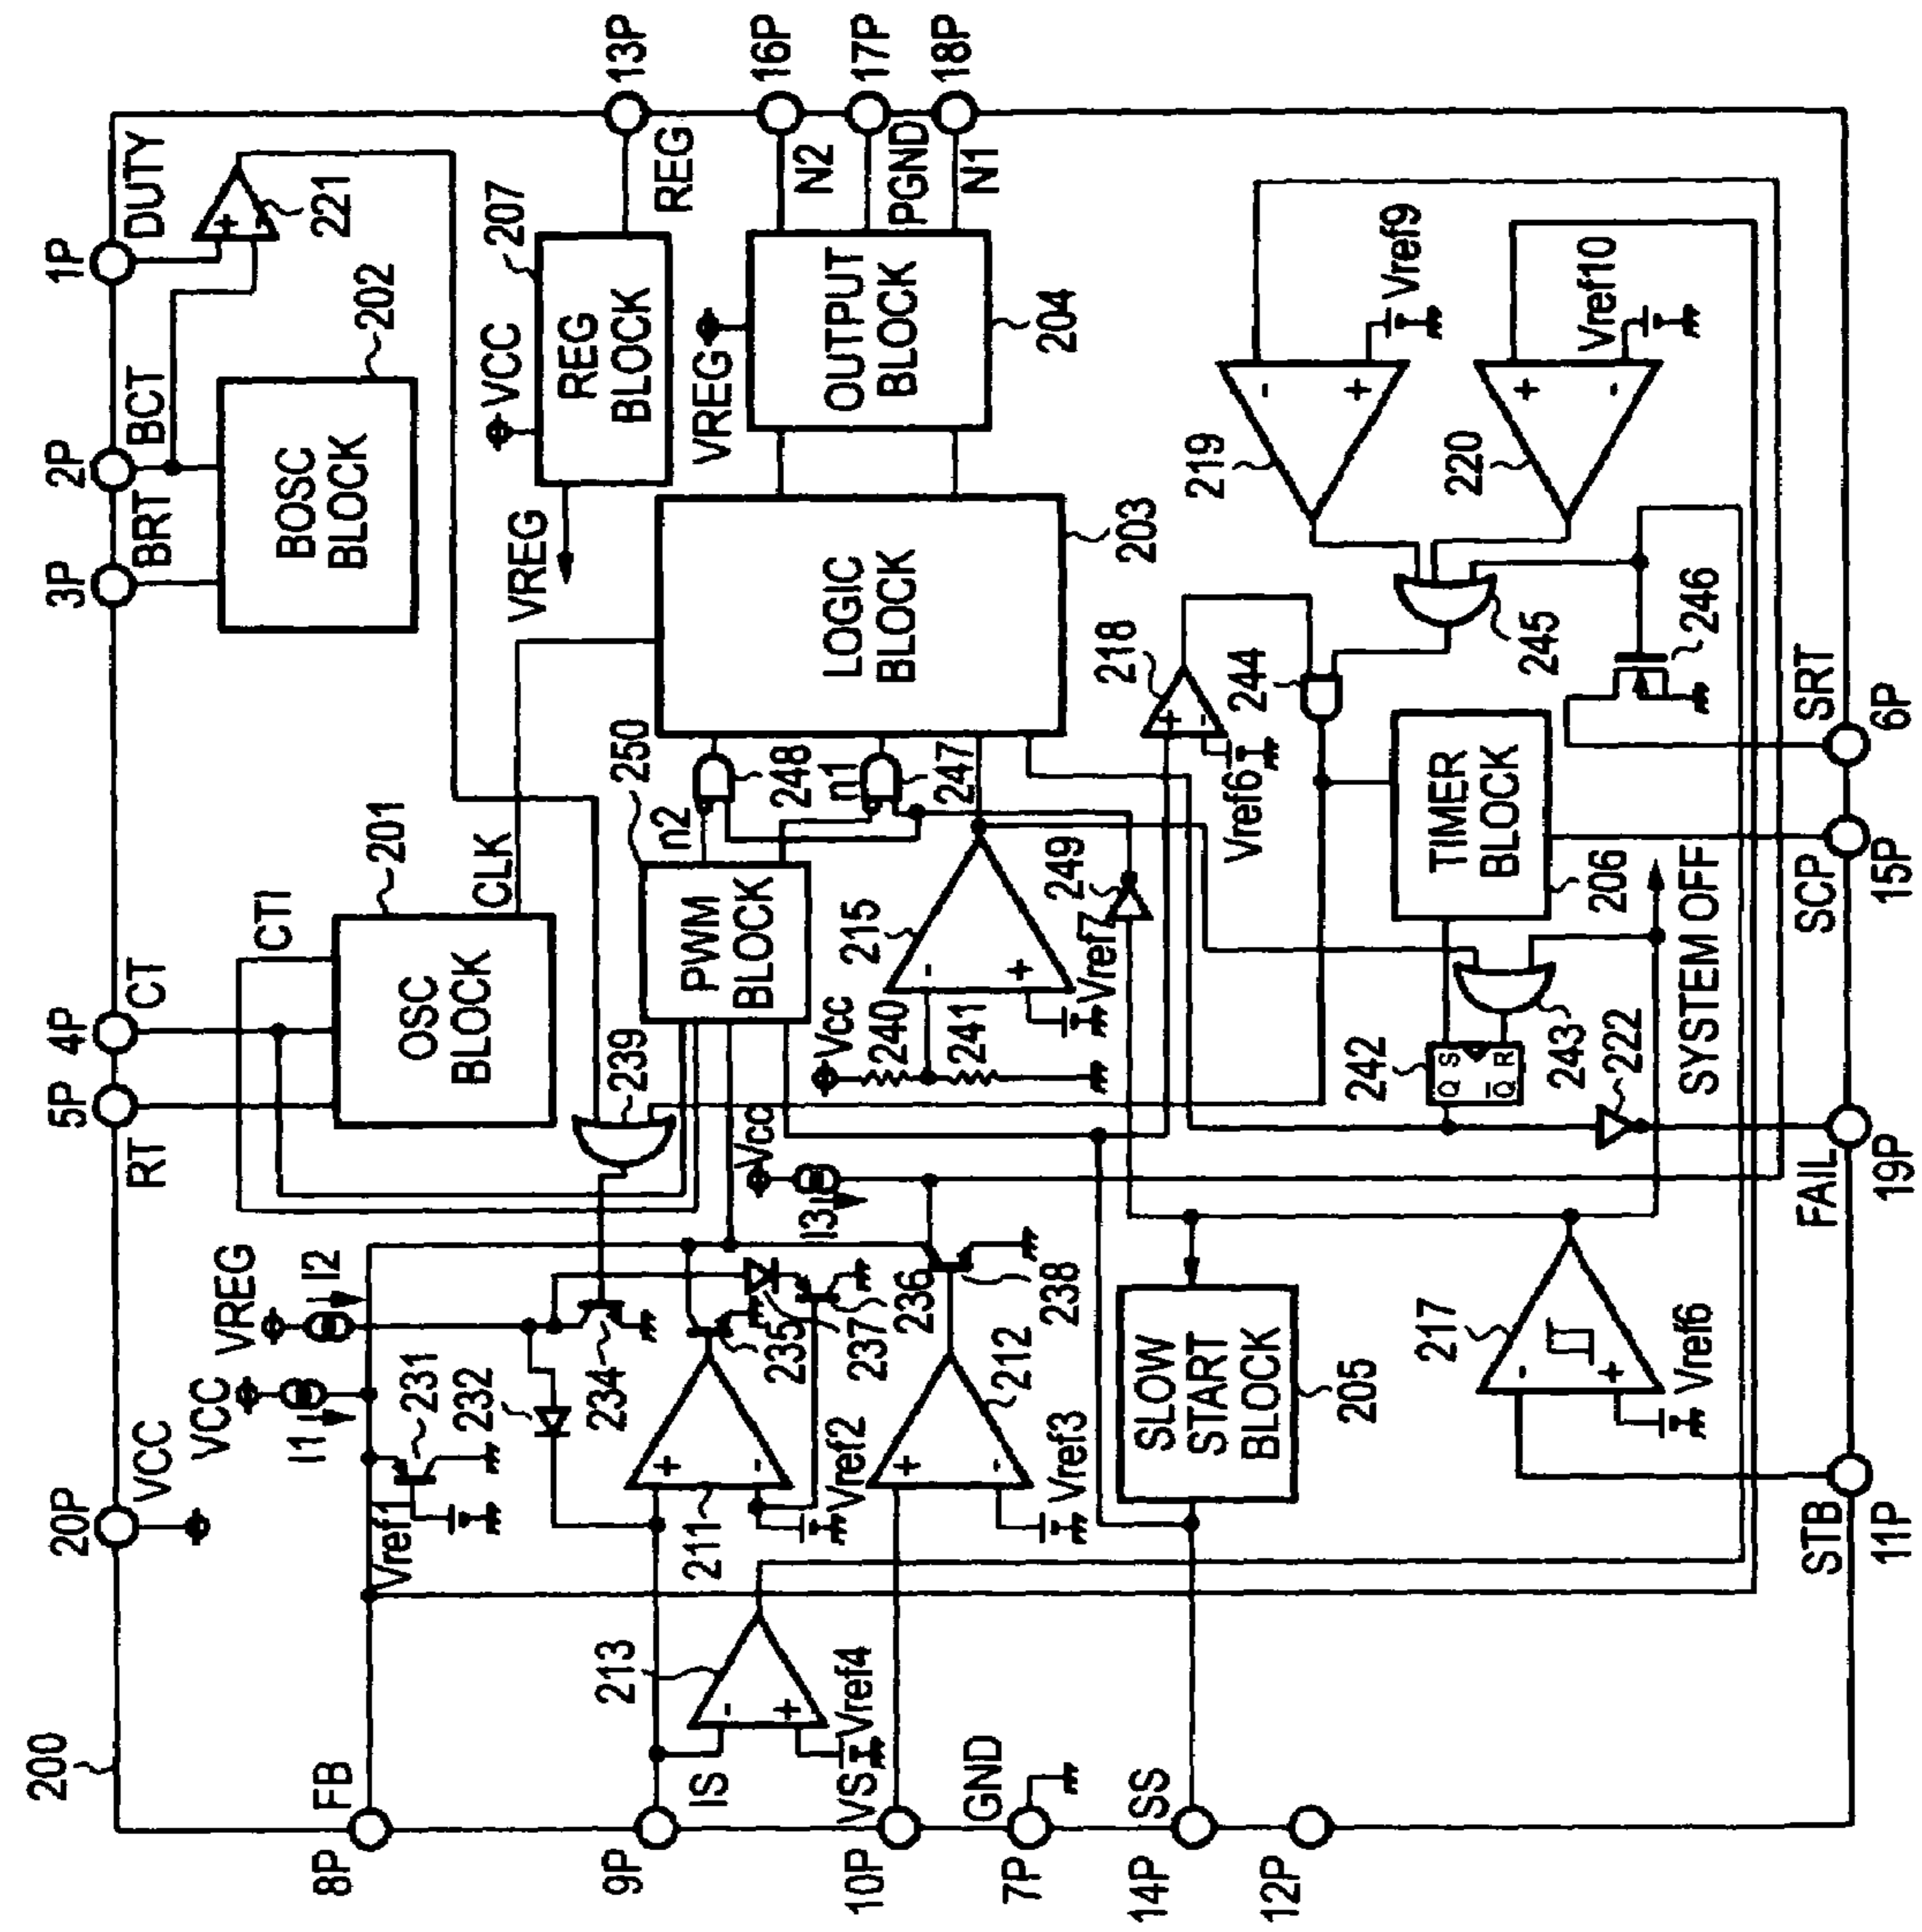 200
20P
VCC
5P
RT
4P
CT
3P
BRT
2P
BCT
1P
DUTY
8P
FB
9P
IS
10P
VS
7P
GND
14P
SS
12P
11P
STB
19P
FAIL
15P
SCP
6P
SRT
13P
REG
16P
N2
17P
PGND
18P
N1
VCC
I1
VREG
I2
231
Vref1
232
234
CTI
OSC
BLOCK
201
CLK
239
BOSC
BLOCK
202
+
-
221
VCC
REG
BLOCK
207
VREG
VREG
OUTPUT
BLOCK
204
LOGIC
BLOCK
203
PWM
BLOCK
250
n2
248
n1
247
+
-
211
Vref2
235
237
236
Vcc
I3
238
+
-
212
Vref3
-
+
213
Vref4
Vcc
240
241
-
+
215
Vref7
249
SLOW
START
BLOCK
205
-
+
217
Vref6
+
-
218
Vref6
244
TIMER
BLOCK
206
SYSTEM OFF
242
Q S
Q R
243
222
-
+
219
Vref9
+
-
220
Vref10
245
246